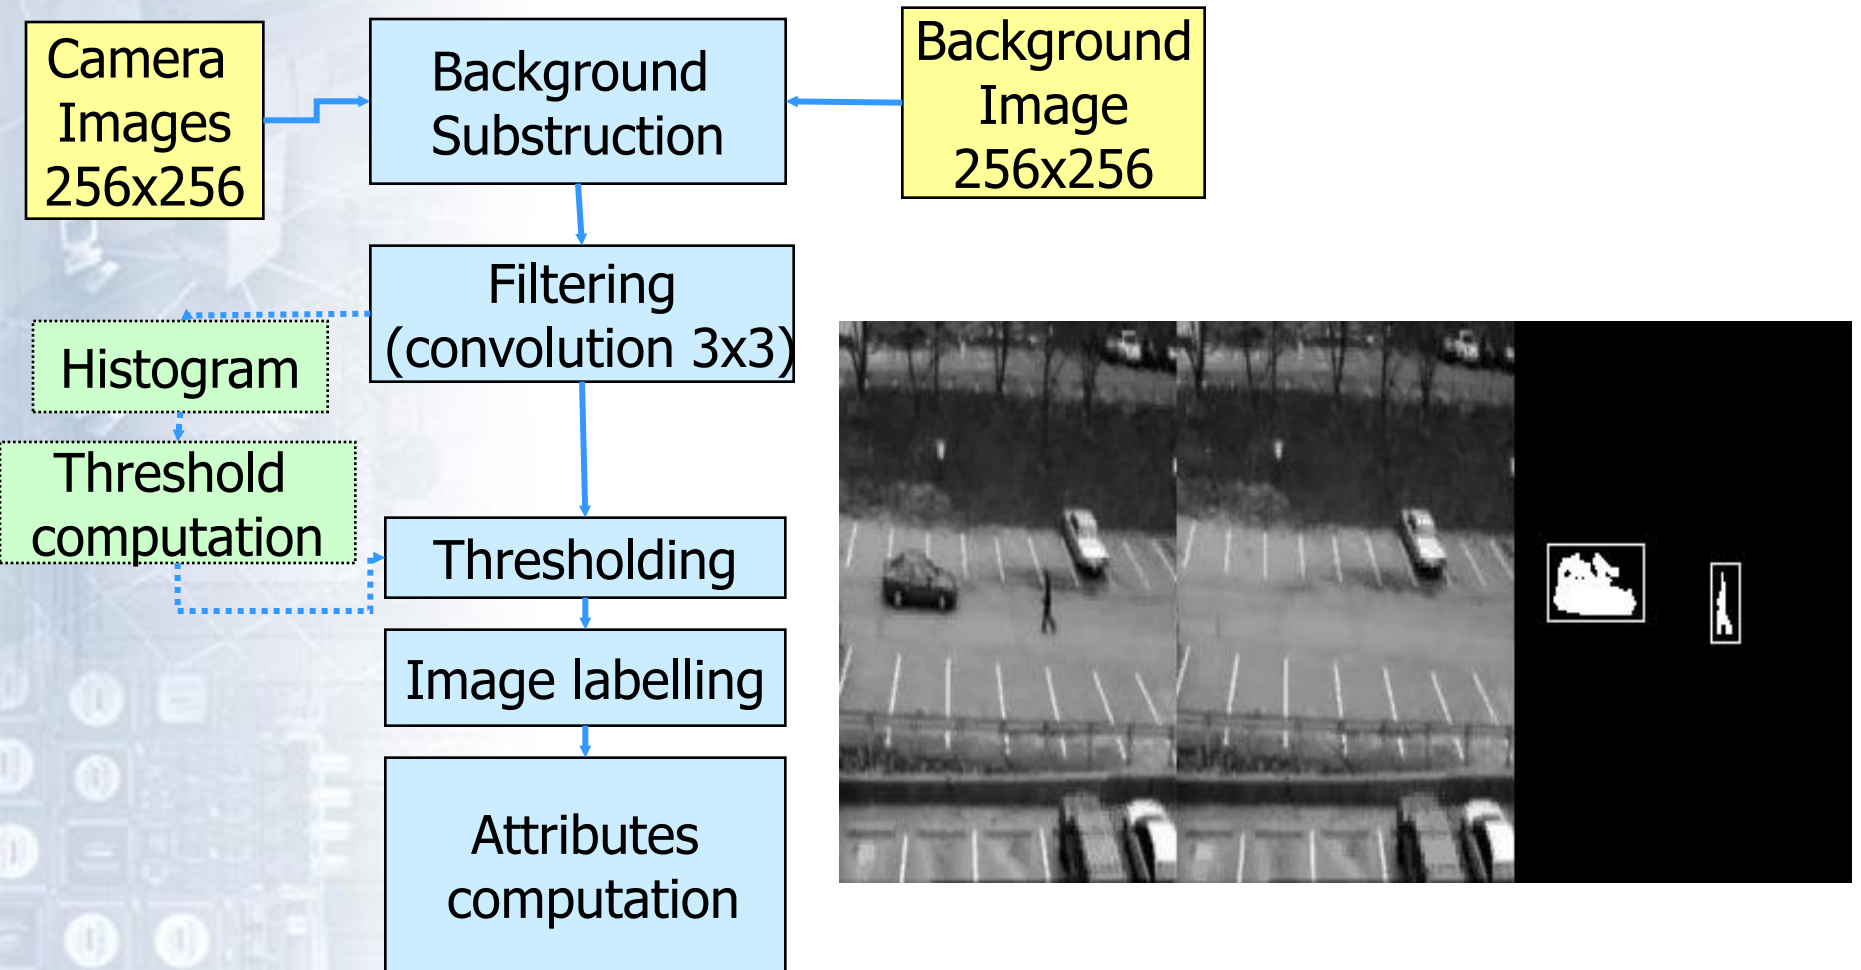 Camera
Images
256x256
Background
Substruction
Background
Image
256x256
Filtering
(convolution 3x3)
Histogram
Threshold
computation
Thresholding
Image labelling
Attributes
computation